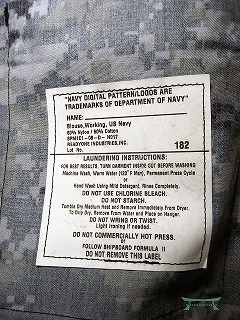 "NAVY DIGITAL PATTERN/LOGOS ARE
TRADEMARKS OF DEPARTMENT OF NAVY"
NAME:
Blouse, Working, US Navy
50% Nylon / 50% Cotton
SPM1C1-09-D-N017
READYONE INDUSTRIES, INC.
Lot No. 182
LAUNDERING INSTRUCTIONS:
FOR BEST RESULTS, TURN GARMENT INSIDE OUT BEFORE WASHING
Machine Wash, Warm Water (120° F Max), Permanent Press Cycle
or
Hand Wash Using Mild Detergent, Rinse Completely.
DO NOT USE CHLORINE BLEACH.
DO NOT STARCH.
Tumble Dry Medium Heat and Remove Immediately From Dryer.
To Drip Dry, Remove from Water and Place on Hanger.
DO NOT WRING OR TWIST.
Light Ironing if needed.
DO NOT COMMERCIALLY HOT PRESS.
or
FOLLOW SHIPBOARD FORMULA II
DO NOT REMOVE THIS LABEL